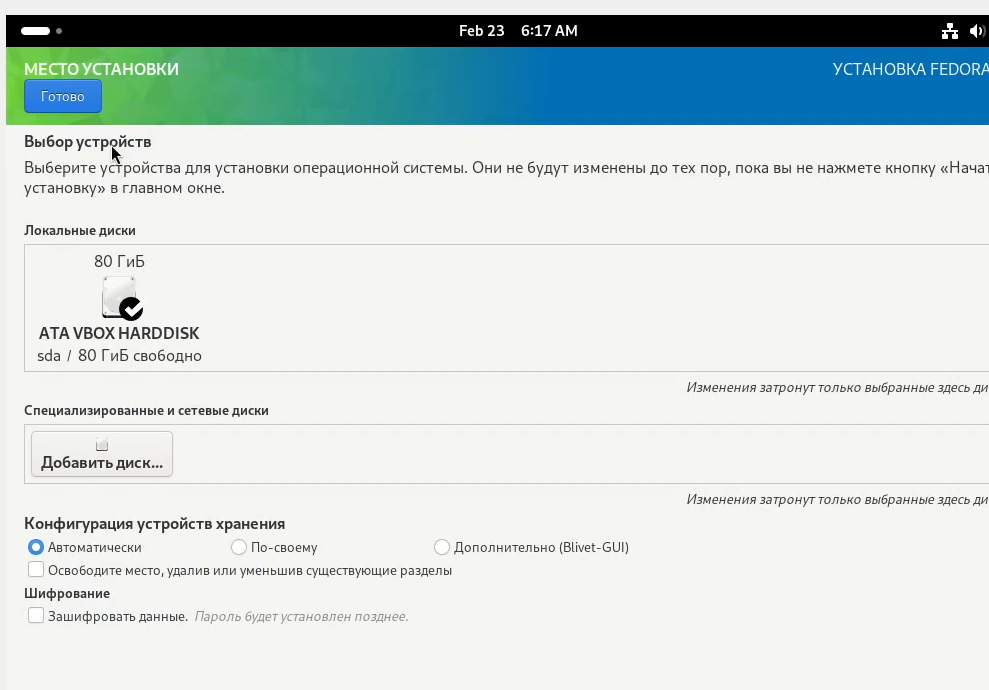 Feb 23 6:17 AM
МЕСТО УСТАНОВКИ
УСТАНОВКА FEDORA
Готово
Выбор устройств
Выберите устройства для установки операционной системы. Они не будут изменены до тех пор, пока вы не нажмете кнопку «Начат
установку» в главном окне.
Локальные диски
80 ГиБ
ATA VBOX HARDDISK
sda / 80 ГиБ свободно
Изменения затронут только выбранные здесь ди
Специализированные и сетевые диски
Добавить диск...
Изменения затронут только выбранные здесь ди
Конфигурация устройств хранения
Автоматически По-своему Дополнительно (Blivet-GUI)
Освободите место, удалив или уменьшив существующие разделы
Шифрование
Зашифровать данные. Пароль будет установлен позднее.